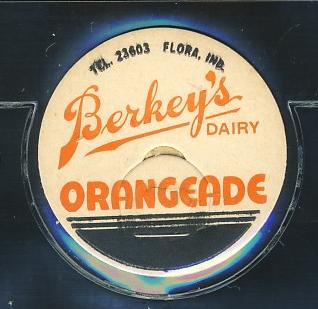 TEL. 23603 FLORA, IND.
Berkey's
DAIRY
ORANGEADE